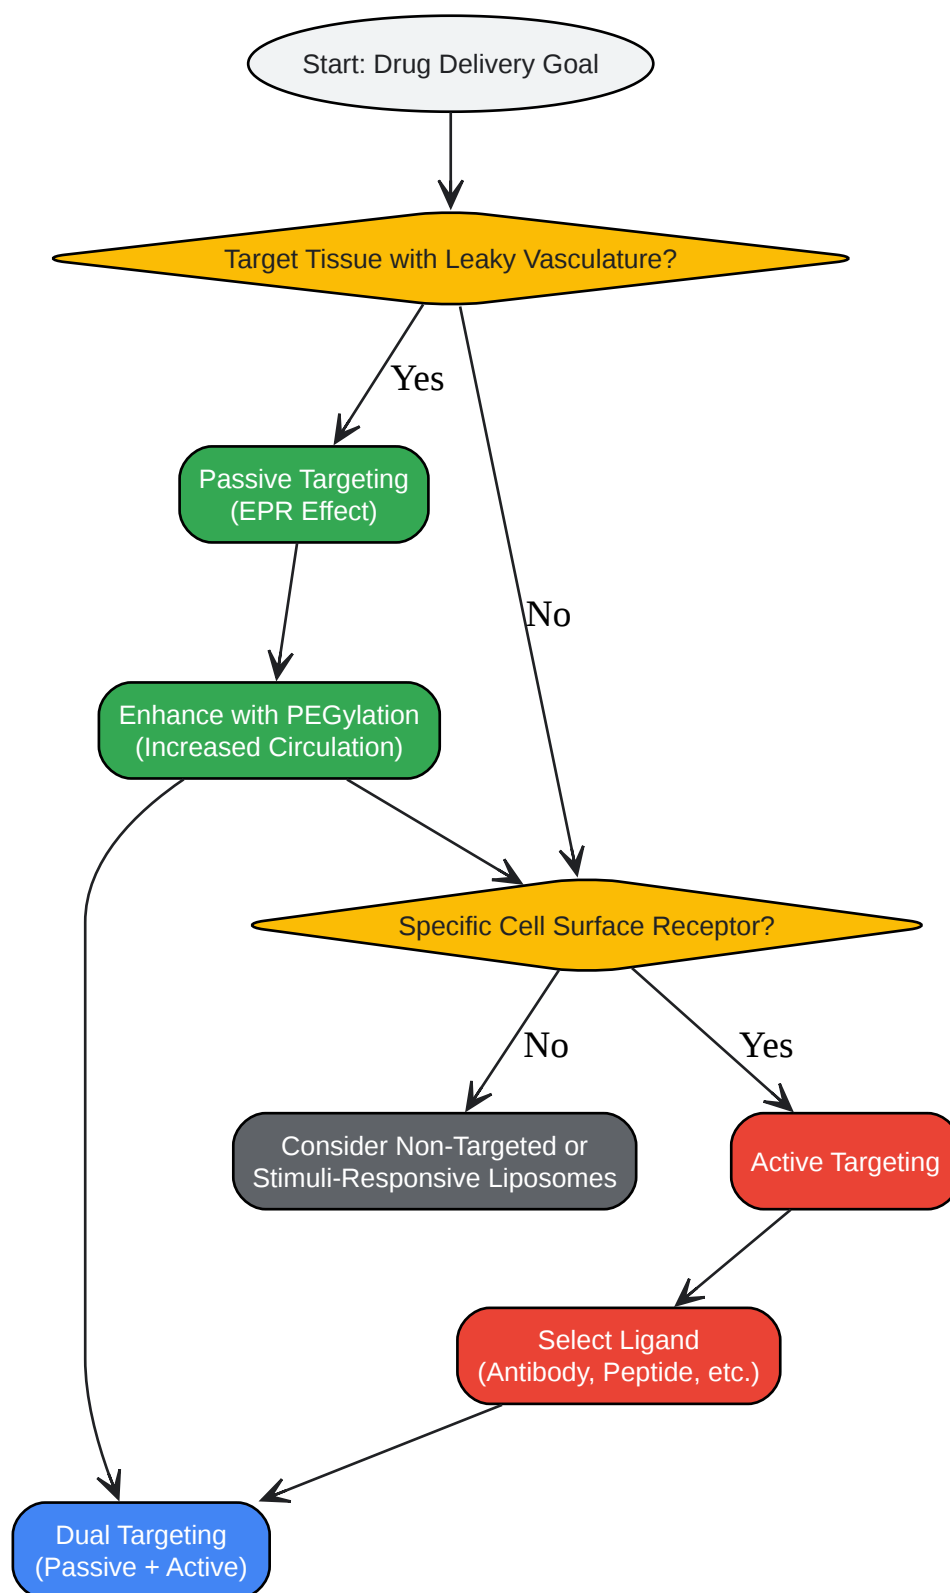 Start: Drug Delivery Goal
Target Tissue with Leaky Vasculature?
Yes
Passive Targeting
(EPR Effect)
No
Enhance with PEGylation
(Increased Circulation)
Specific Cell Surface Receptor?
No
Yes
Consider Non-Targeted or
Stimuli-Responsive Liposomes
Active Targeting
Select Ligand
(Antibody, Peptide, etc.)
Dual Targeting
(Passive + Active)